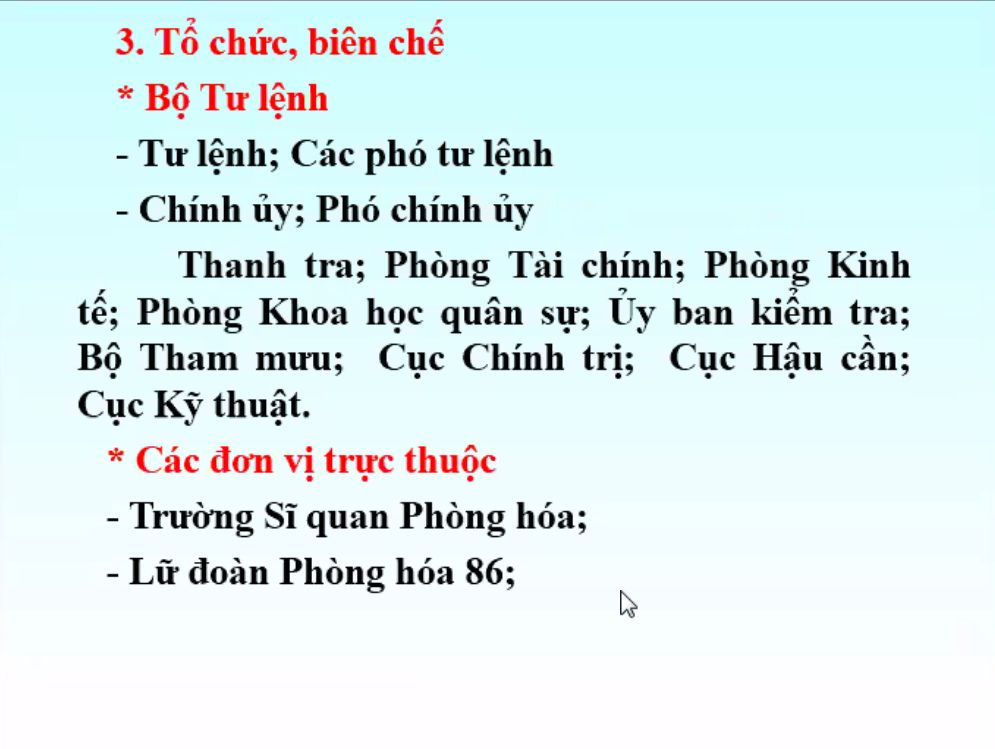 3. Tổ chức, biên chế
* Bộ Tư lệnh
- Tư lệnh; Các phó tư lệnh
- Chính ủy; Phó chính ủy
Thanh tra; Phòng Tài chính; Phòng Kinh
tế; Phòng Khoa học quân sự; Ủy ban kiểm tra;
Bộ Tham mưu; Cục Chính trị; Cục Hậu cần;
Cục Kỹ thuật.
* Các đơn vị trực thuộc
- Trường Sĩ quan Phòng hóa;
- Lữ đoàn Phòng hóa 86;